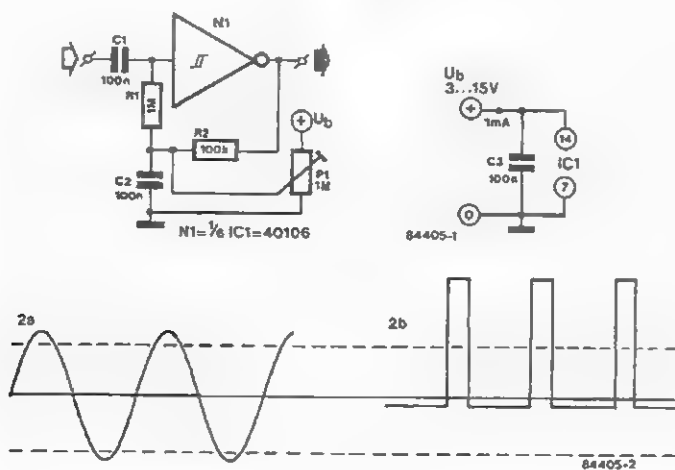 N1
C1
100n
R1
1M
R2
100k
C2
100n
Ub
P1
1M
N1 = 1/6 IC1 = 40106
Ub
3...15V
1mA
14
C3
100n
IC1
7
0
84405-1
2a
2b
84405-2